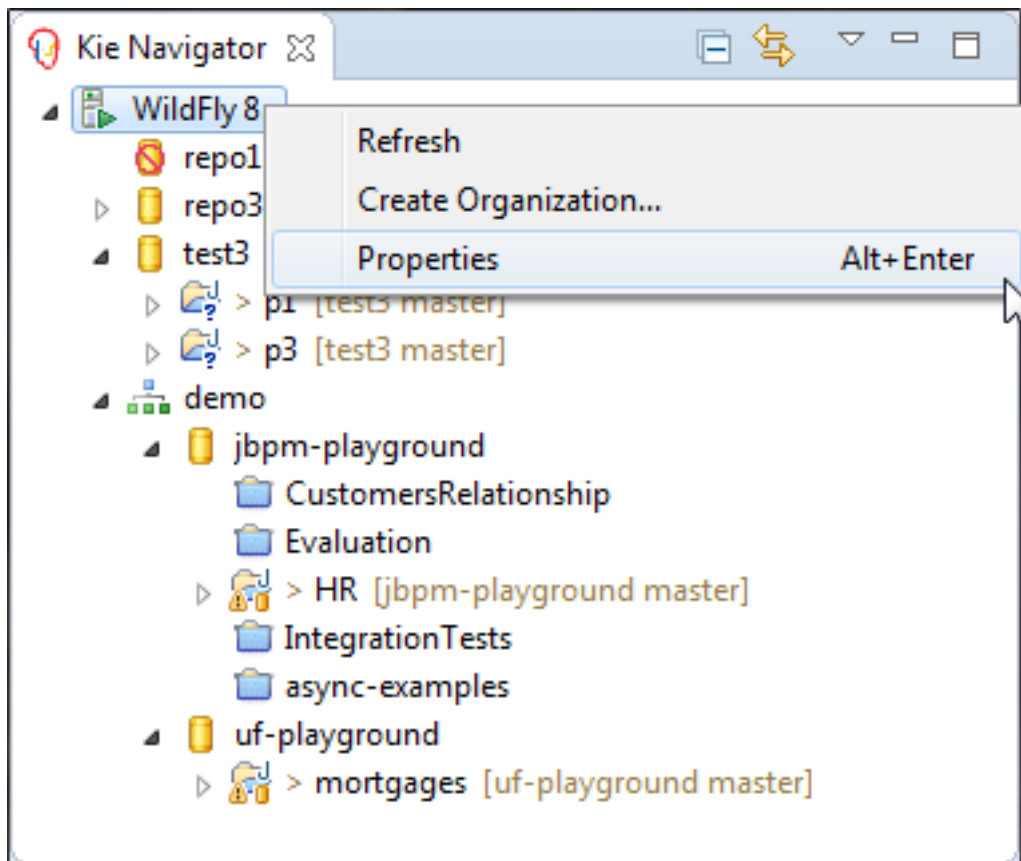 Kie Navigator
WildFly 8
Refresh
repo1
Create Organization...
repo3
Properties Alt+Enter
test3
> p1 [test3 master]
> p3 [test3 master]
demo
jbpm-playground
CustomersRelationship
Evaluation
> HR [jbpm-playground master]
IntegrationTests
async-examples
uf-playground
> mortgages [uf-playground master]